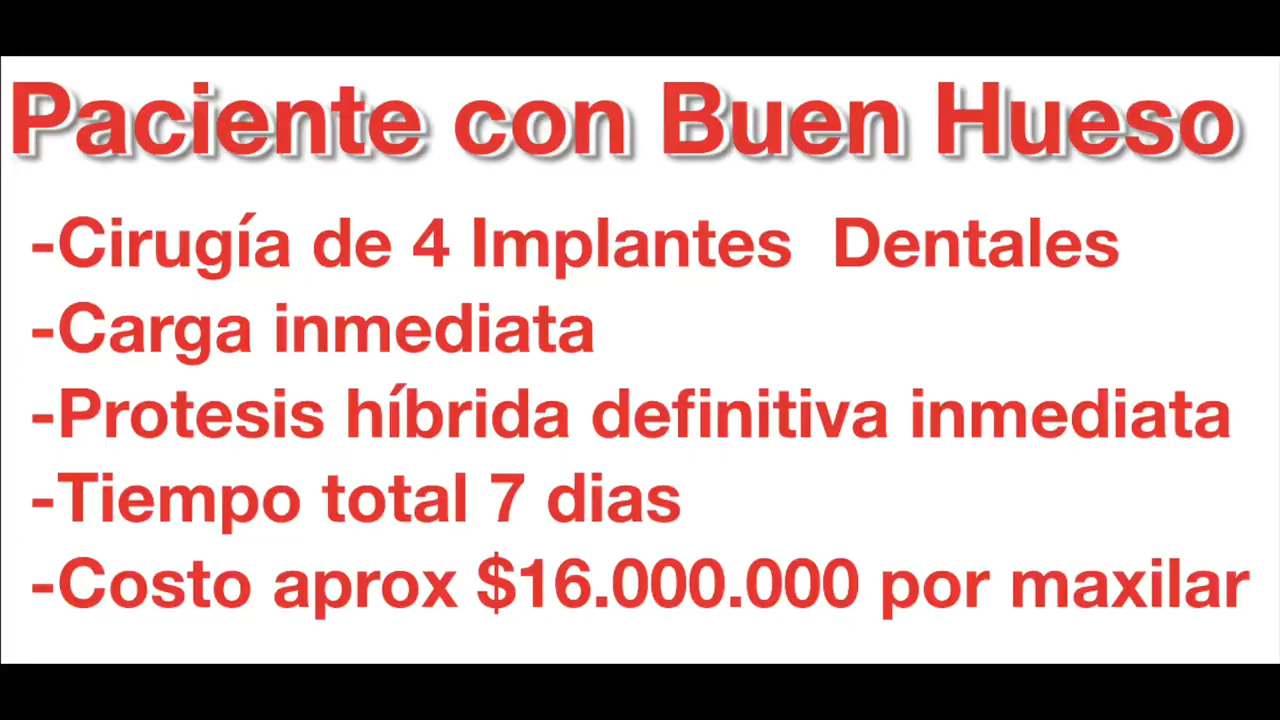 Paciente con Buen Hueso
-Cirugía de 4 Implantes Dentales
-Carga inmediata
-Protesis híbrida definitiva inmediata
-Tiempo total 7 dias
-Costo aprox $16.000.000 por maxilar